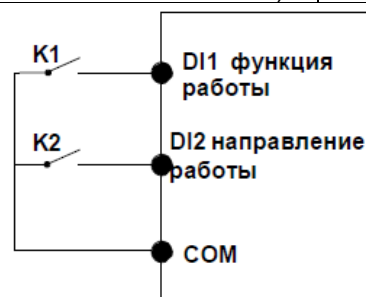 K1
DI1 функция
работы
K2
DI2 направление
работы
COM